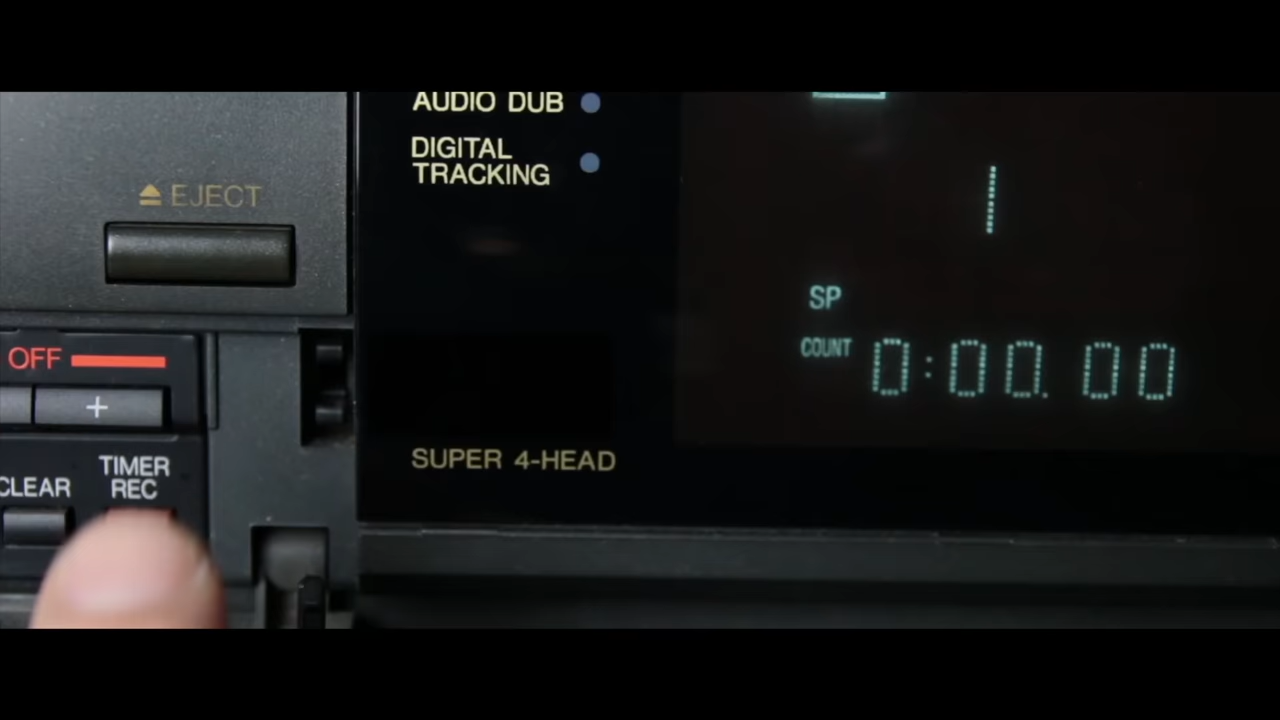 AUDIO DUB
DIGITAL
TRACKING
EJECT
1
SP
COUNT 0:00.00
OFF
+
SUPER 4-HEAD
TIMER
REC
CLEAR